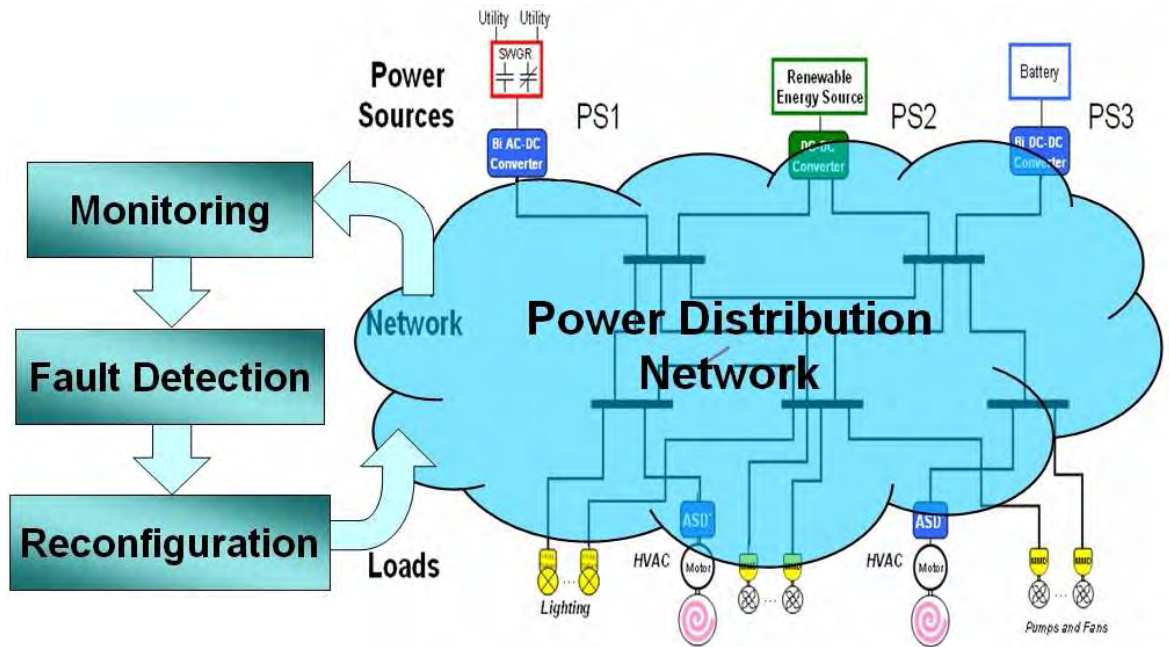 Utility Utility
SWGR
Power
Sources
PS1
Renewable
Energy Source
PS2
Battery
PS3
Bi AC-DC
Converter
DC-DC
Converter
Bi DC-DC
Converter
Monitoring
Fault Detection
Reconfiguration
Network
Power Distribution
Network
Loads
ASD
ASD
HVAC
Motor
HVAC
Motor
...
...
...
Lighting
MMD
MMD
Pumps and Fans